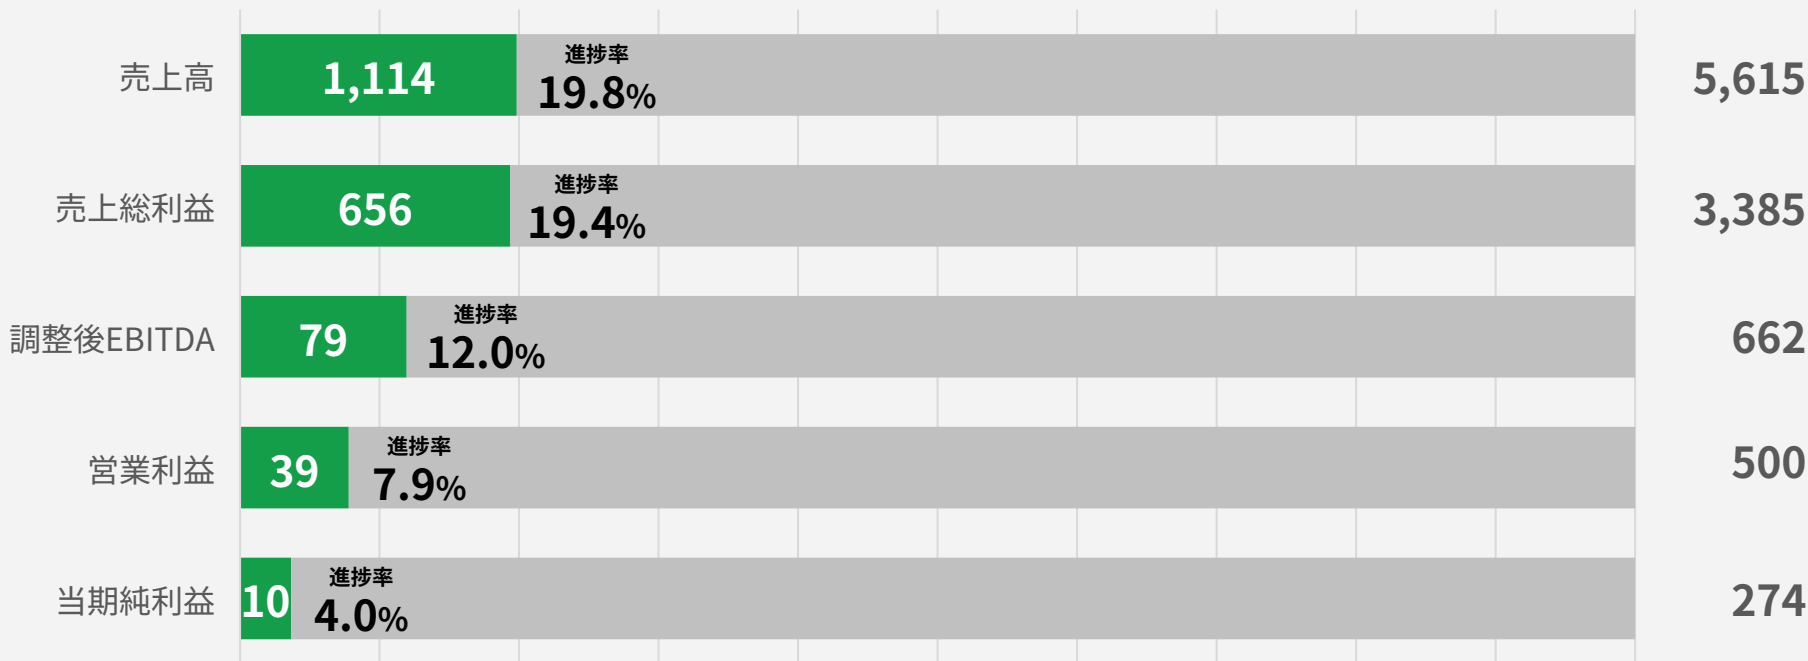 売上高
1,114
進捗率
19.8%
5,615
売上総利益
656
進捗率
19.4%
3,385
調整後EBITDA
79
進捗率
12.0%
662
営業利益
39
進捗率
7.9%
500
当期純利益
10
進捗率
4.0%
274